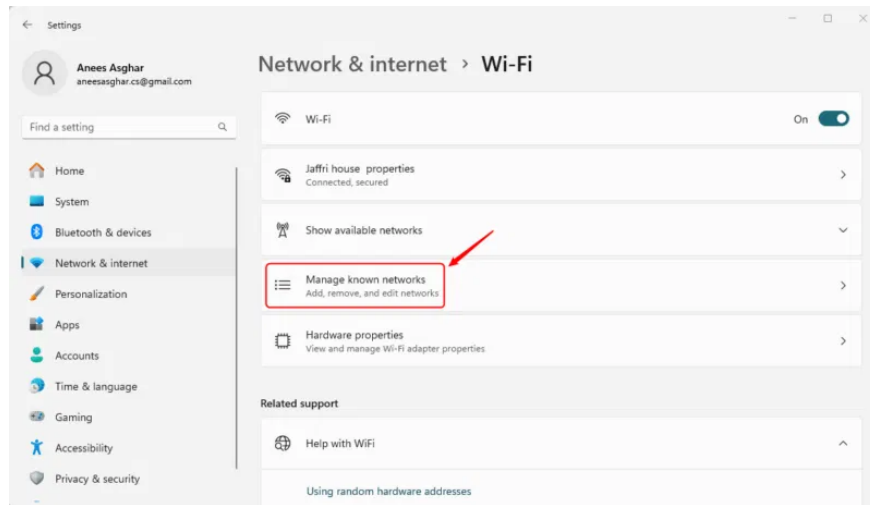 Settings
Anees Asghar
aneesasghar.cs@gmail.com
Find a setting
Home
System
Bluetooth & devices
Network & internet
Personalization
Apps
Accounts
Time & language
Gaming
Accessibility
Privacy & security
Network & internet › Wi-Fi
Wi-Fi
On
Jaffri house properties
Connected, secured
Show available networks
Manage known networks
Add, remove, and edit networks
Hardware properties
View and manage Wi-Fi adapter properties
Related support
Help with WiFi
Using random hardware addresses